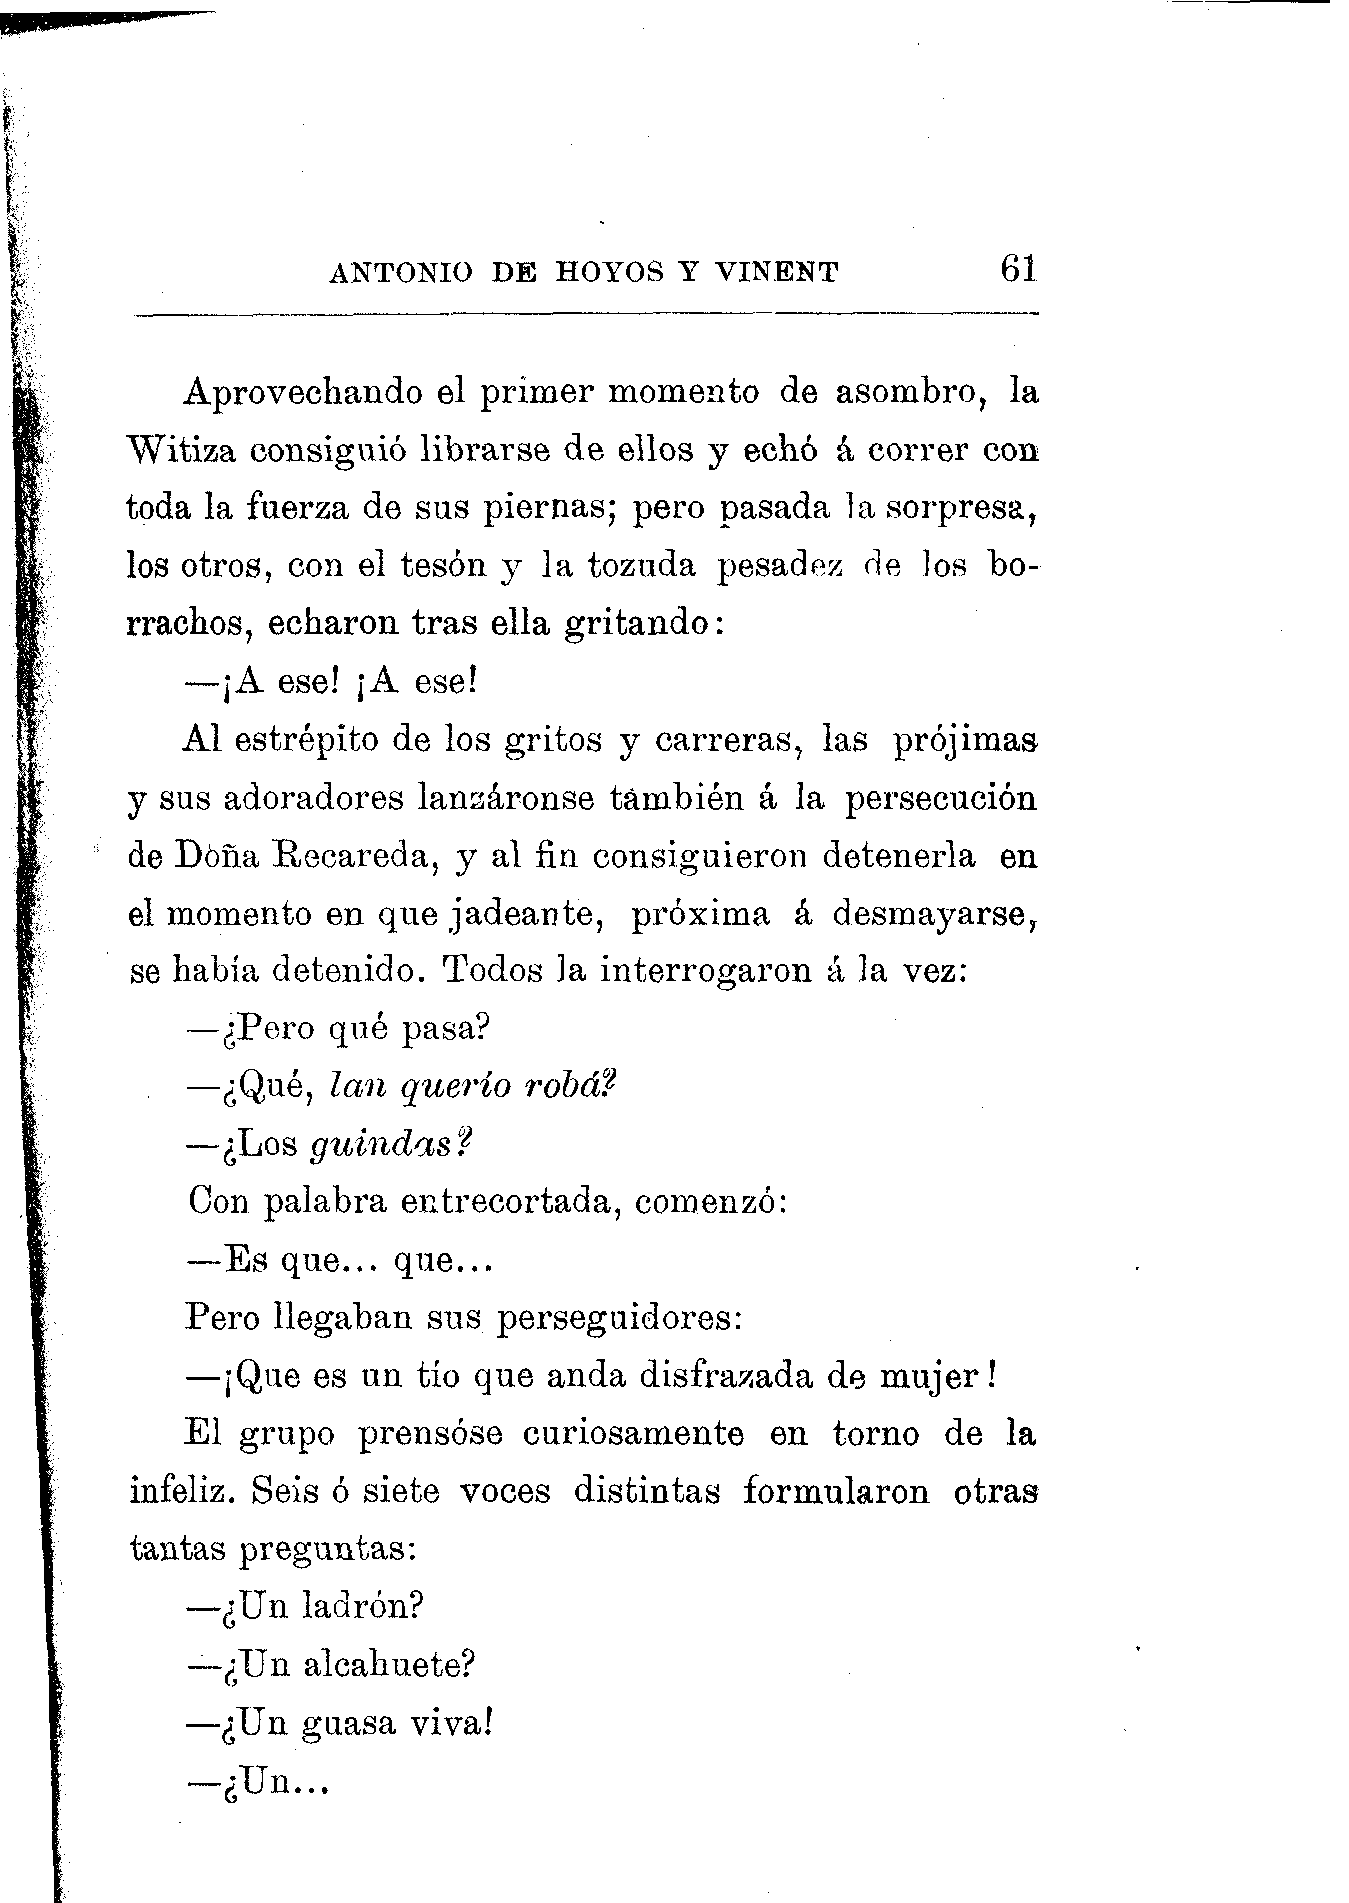 ANTONIO DE HOYOS Y VINENT 61
Aprovechando el primer momento de asombro, la
Witiza consiguió librarse de ellos y echó á correr con
toda la fuerza de sus piernas; pero pasada la sorpresa,
los otros, con el tesón y la tozuda pesadez de los bo-
rrachos, echaron tras ella gritando:
—¡A ese! ¡A ese!
Al estrépito de los gritos y carreras, las prójimas
y sus adoradores lanzáronse también á la persecución
de Doña Recareda, y al fin consiguieron detenerla en
el momento en que jadeante, próxima á desmayarse,
se había detenido. Todos la interrogaron á la vez:
—¿Pero qué pasa?
—¿Qué, lan querío robá?
—¿Los guindas?
Con palabra entrecortada, comenzó:
—Es que... que...
Pero llegaban sus perseguidores:
—¡Que es un tío que anda disfrazada de mujer!
El grupo prensóse curiosamente en torno de la
infeliz. Seis ó siete voces distintas formularon otras
tantas preguntas:
—¿Un ladrón?
—¿Un alcahuete?
—¿Un guasa viva!
—¿Un...